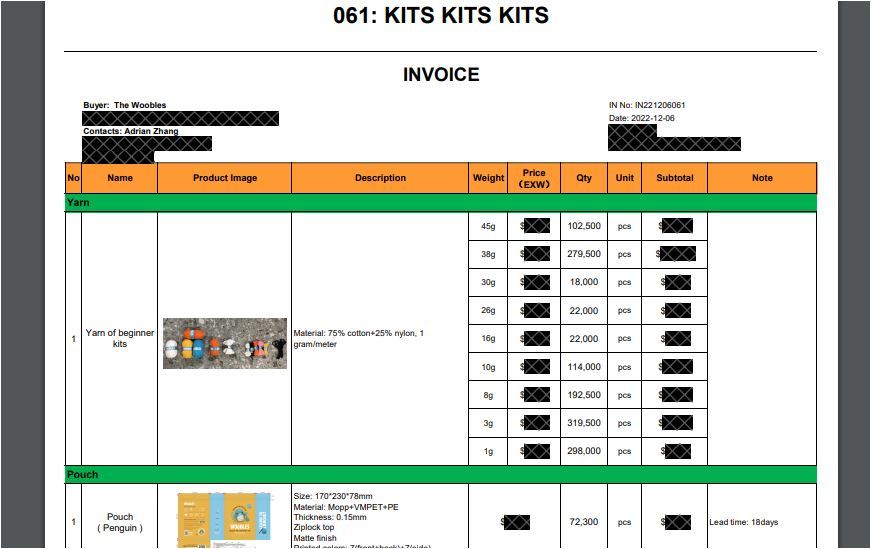 061: KITS KITS KITS
INVOICE
Buyer: The Woobles
Contacts: Adrian Zhang
IN No: IN221206061
Date: 2022-12-06
No Name Product Image Description Weight Price (EXW) Qty Unit Subtotal Note
Yarn
1 Yarn of beginner kits Material: 75% cotton+25% nylon, 1 gram/meter
45g $ 102,500 pcs $
38g $ 279,500 pcs $
30g $ 18,000 pcs $
26g $ 22,000 pcs $
16g $ 22,000 pcs $
10g $ 114,000 pcs $
8g $ 192,500 pcs $
3g $ 319,500 pcs $
1g $ 298,000 pcs $
Pouch
1 Pouch ( Penguin ) $ 72,300 pcs $ Lead time: 18days
Size: 170*230*78mm
Material: Mopp+VMPET+PE
Thickness: 0.15mm
Ziplock top
Matte finish